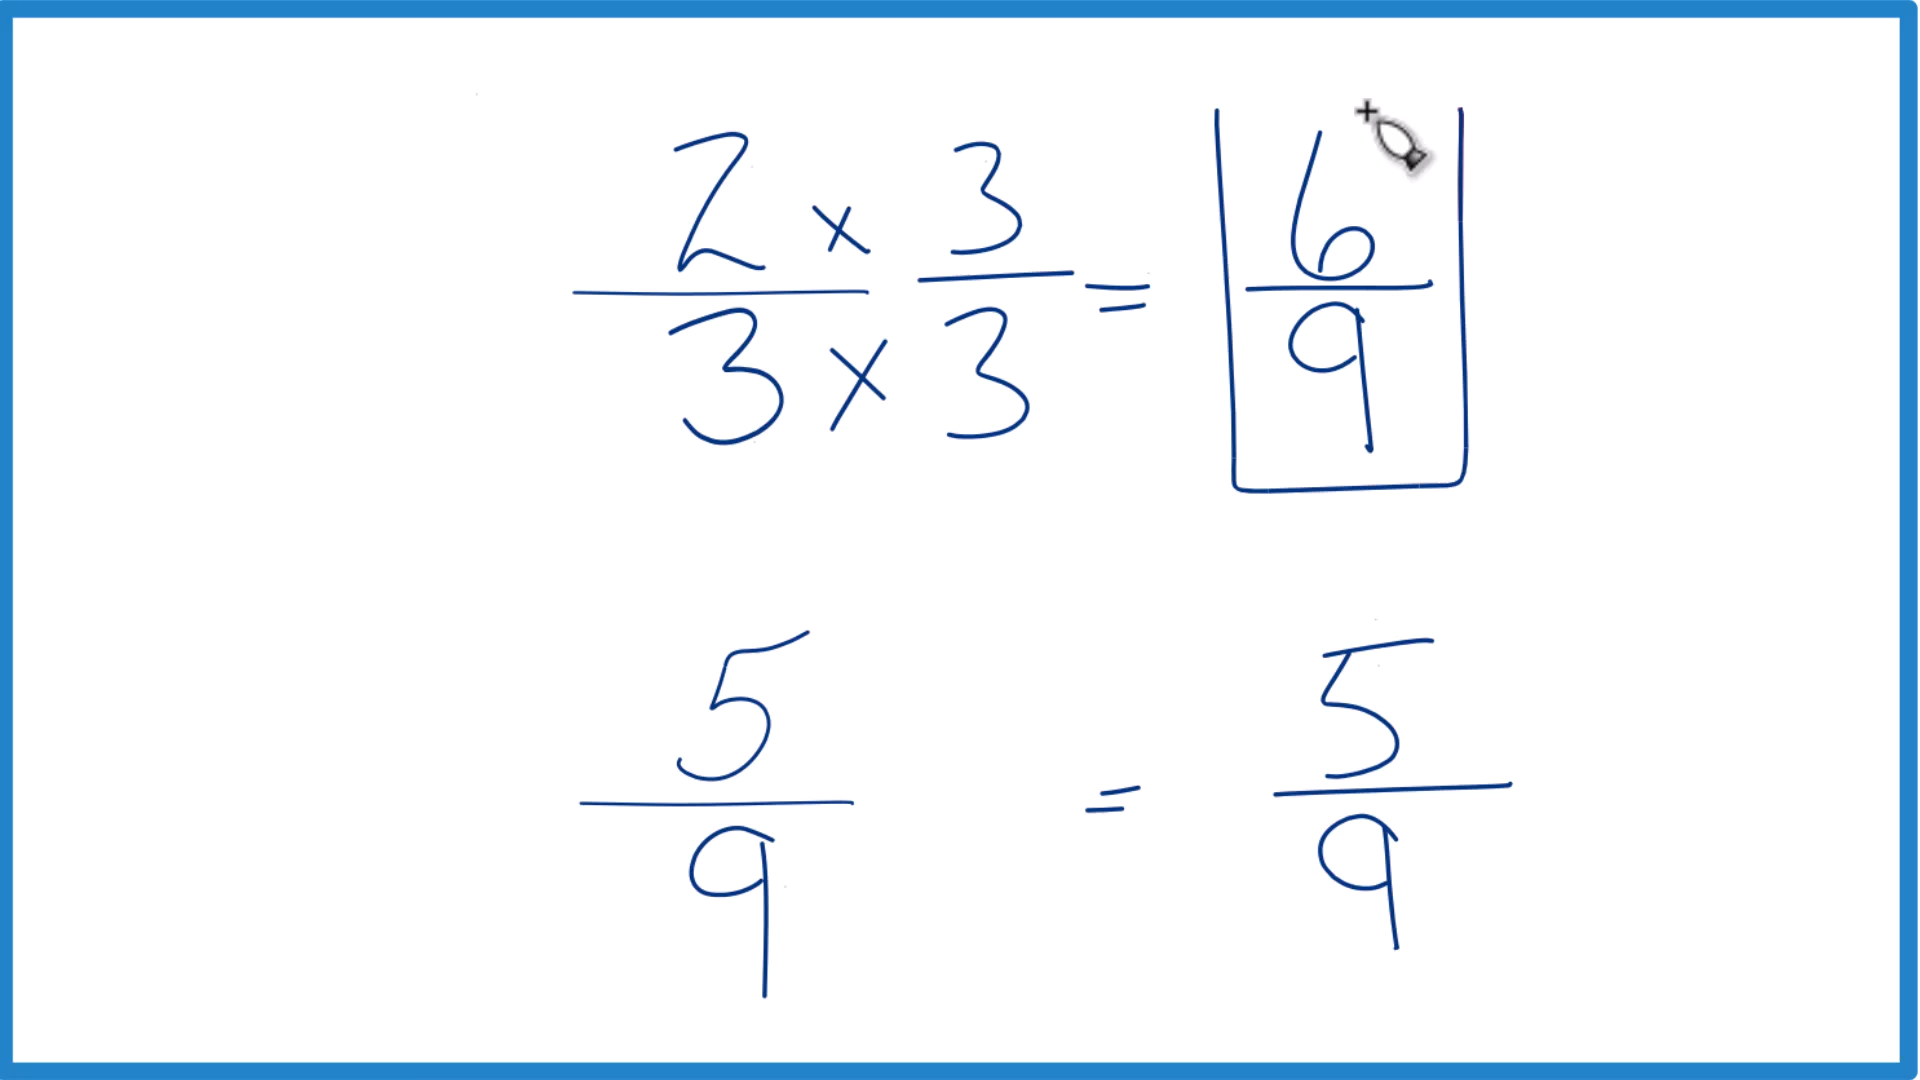 2 × 3 = 6
3 × 3   9
5 = 5
9   9